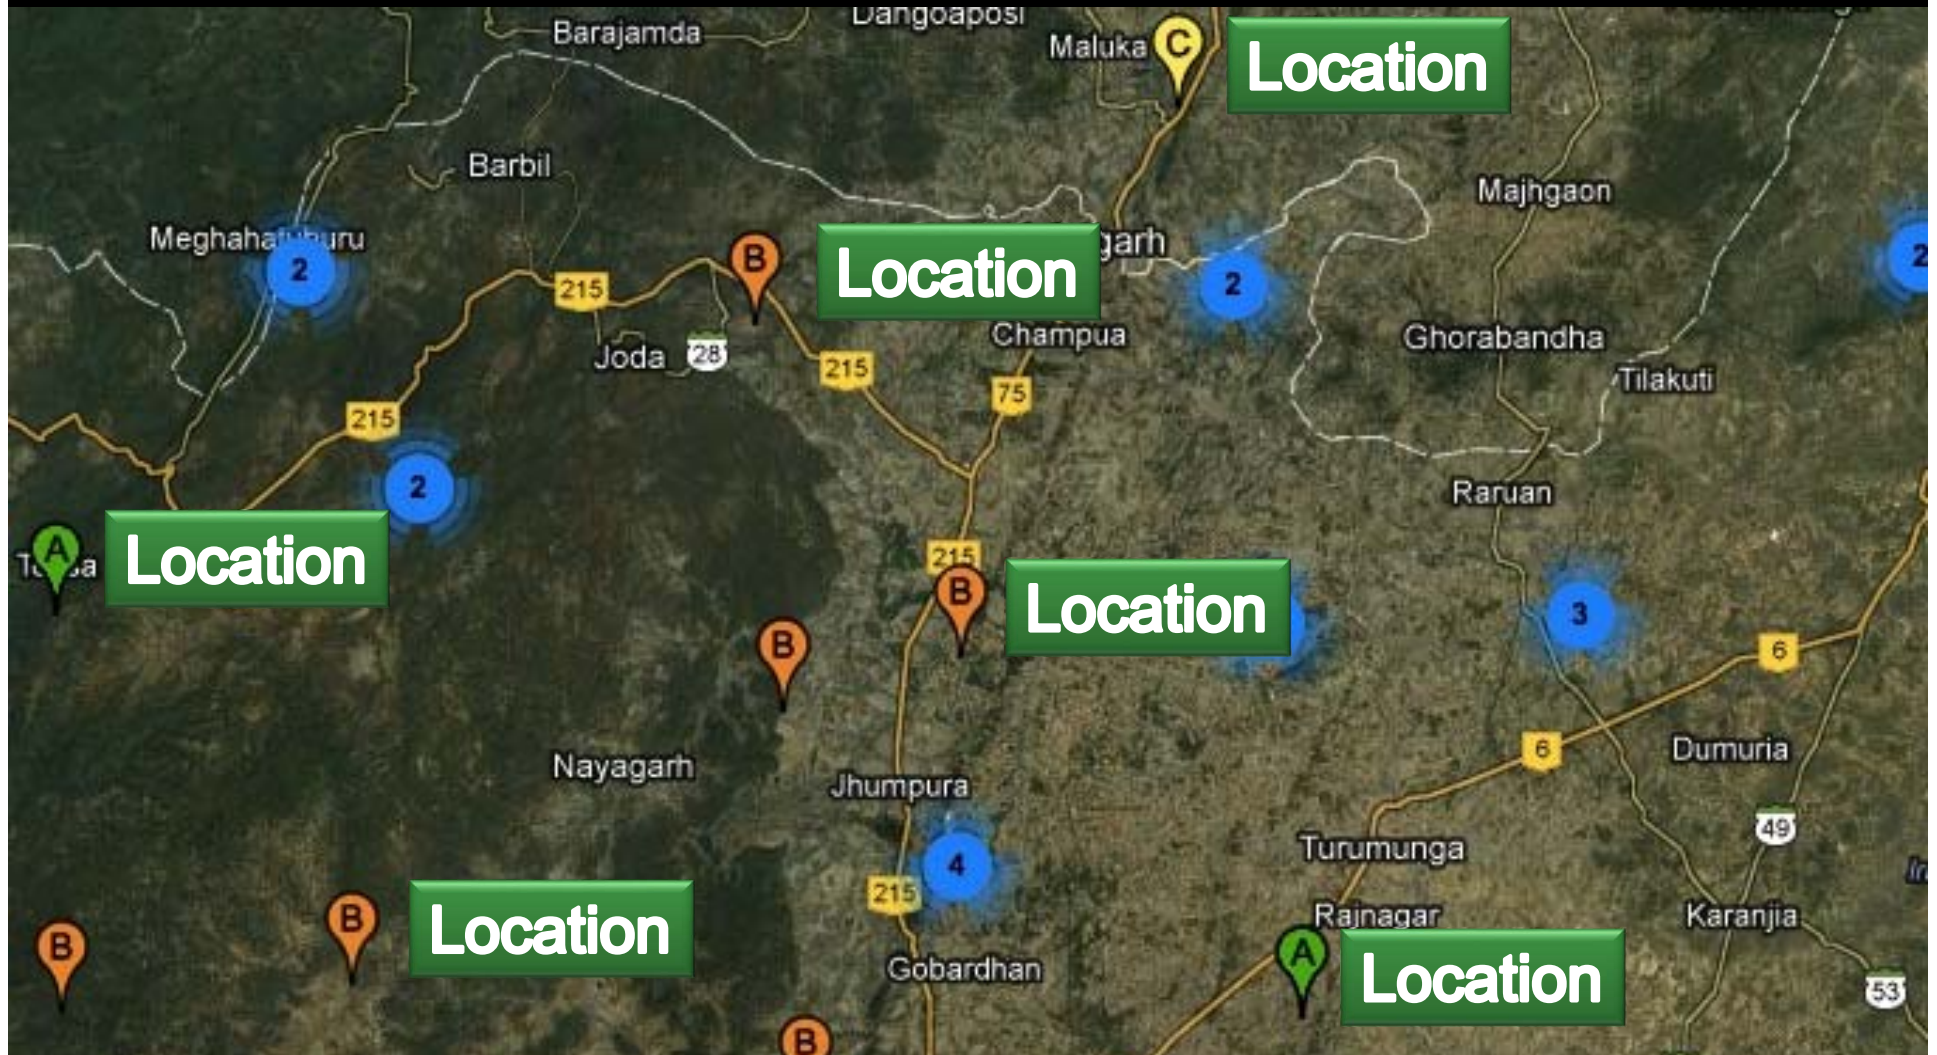 Barajamda
Dangoaposi
Maluka
C
Location
Barbil
Majhgaon
2
B
Location
garh
2
2
215
Champua
Ghorabandha
Joda
28
215
75
Tilakuti
215
2
Raruan
A
Location
215
B
Location
3
B
6
Nayagarh
Jhumpura
6
Dumuria
49
Turumunga
4
215
Rajnagar
Karanjia
B
B
Location
A
Location
Gobardhan
53
B